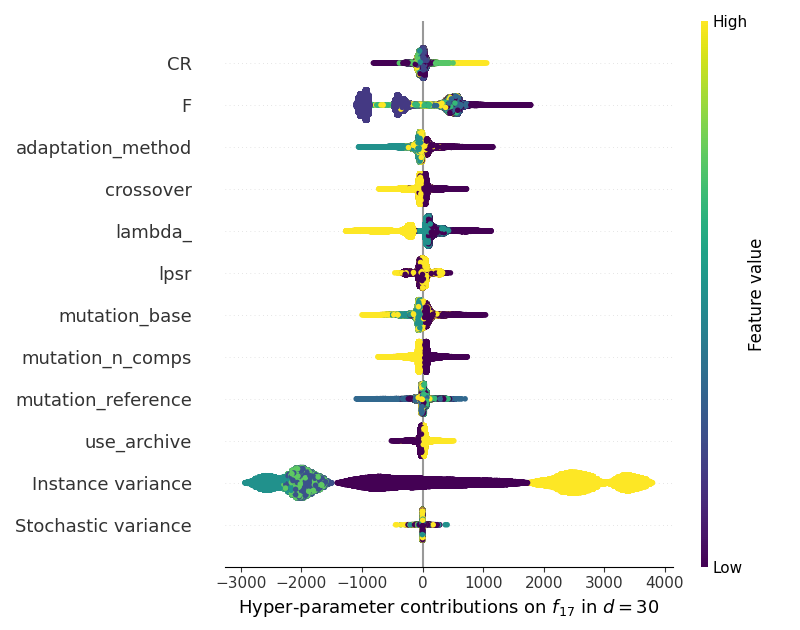 High
CR
F
adaptation_method
crossover
lambda_
lpsr
mutation_base
mutation_n_comps
mutation_reference
use_archive
Instance variance
Stochastic variance
Feature value
Low
−3000 −2000 −1000 0 1000 2000 3000 4000
Hyper-parameter contributions on f₁₇ in d = 30